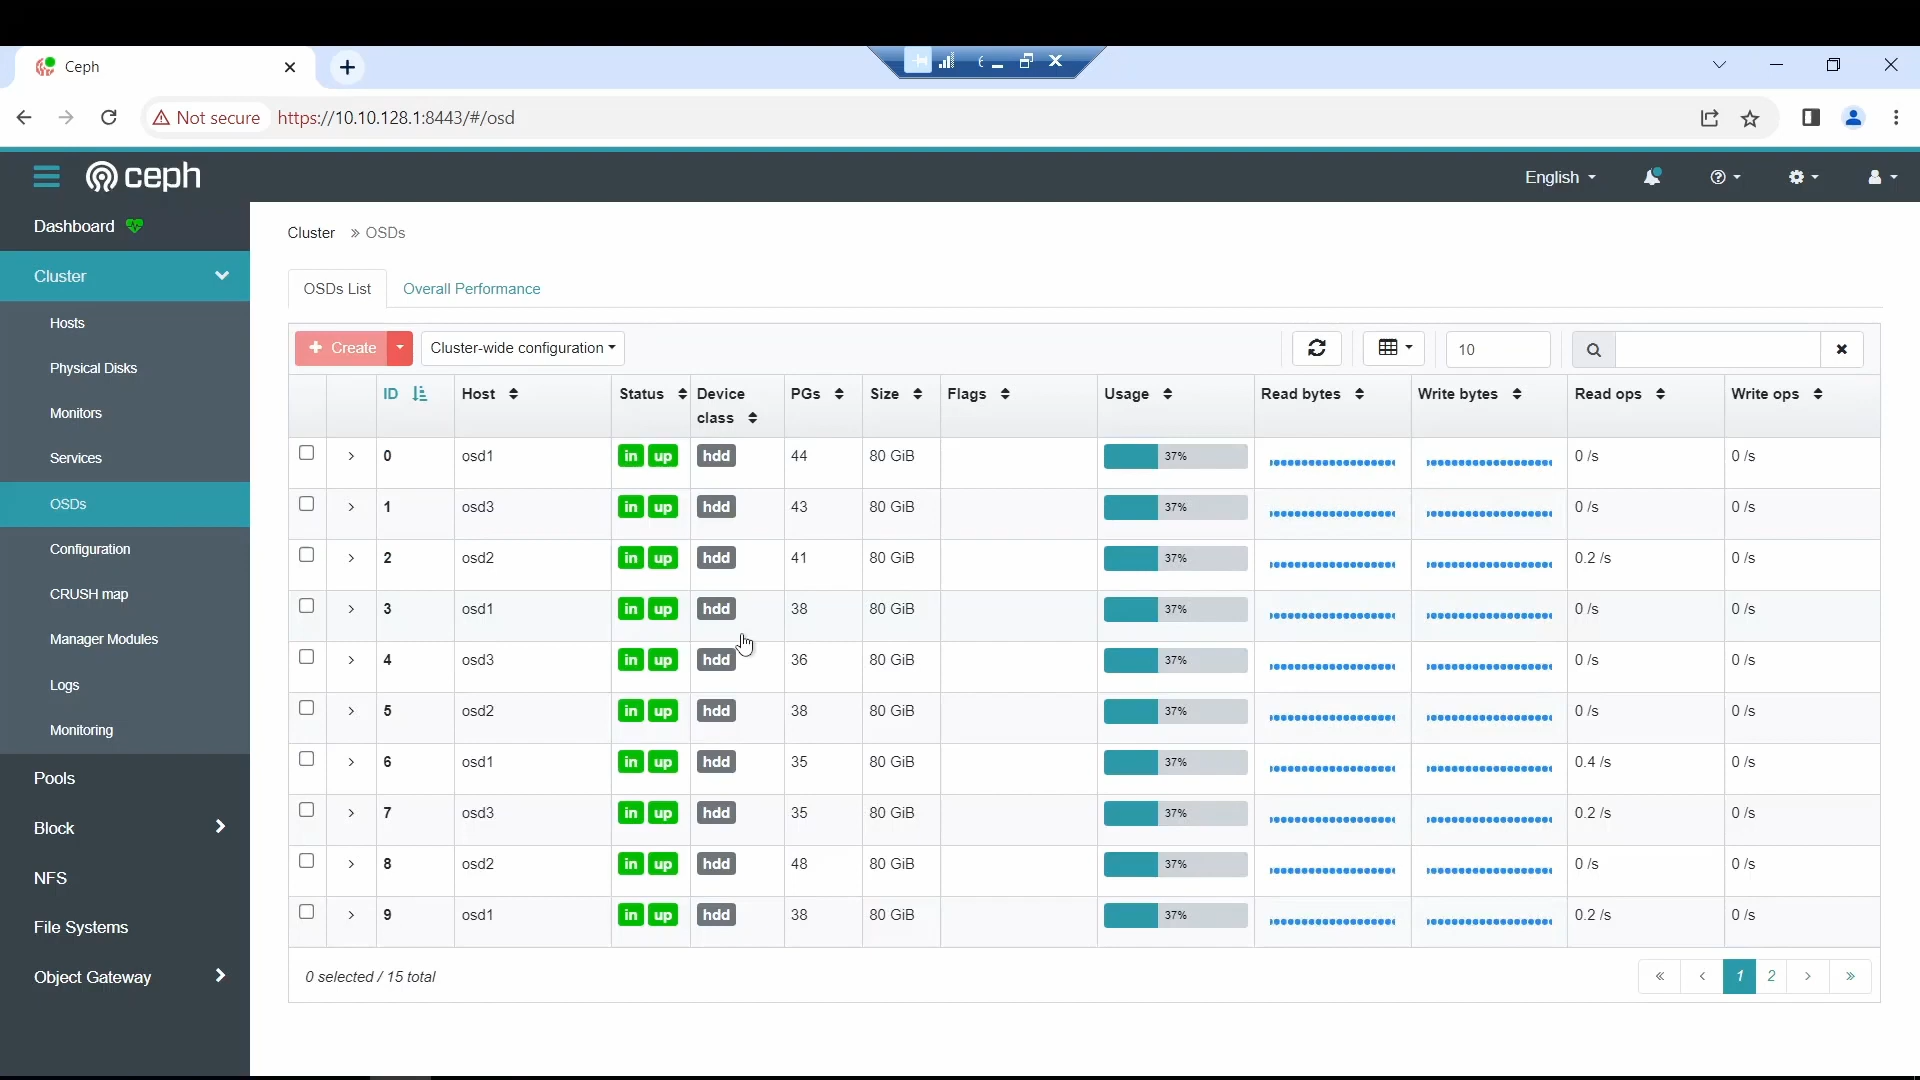 Ceph
Not secure https://10.10.128.1:8443/#/osd
ceph
English
Dashboard
Cluster
Hosts
Physical Disks
Monitors
Services
OSDs
Configuration
CRUSH map
Manager Modules
Logs
Monitoring
Pools
Block
NFS
File Systems
Object Gateway
Cluster » OSDs
OSDs List Overall Performance
+ Create Cluster-wide configuration 10
ID Host Status Device class PGs Size Flags Usage Read bytes Write bytes Read ops Write ops
0 osd1 in up hdd 44 80 GiB 37% 0 /s 0 /s
1 osd3 in up hdd 43 80 GiB 37% 0 /s 0 /s
2 osd2 in up hdd 41 80 GiB 37% 0.2 /s 0 /s
3 osd1 in up hdd 38 80 GiB 37% 0 /s 0 /s
4 osd3 in up hdd 36 80 GiB 37% 0 /s 0 /s
5 osd2 in up hdd 38 80 GiB 37% 0 /s 0 /s
6 osd1 in up hdd 35 80 GiB 37% 0.4 /s 0 /s
7 osd3 in up hdd 35 80 GiB 37% 0.2 /s 0 /s
8 osd2 in up hdd 48 80 GiB 37% 0 /s 0 /s
9 osd1 in up hdd 38 80 GiB 37% 0.2 /s 0 /s
0 selected / 15 total
« ‹ 1 2 › »